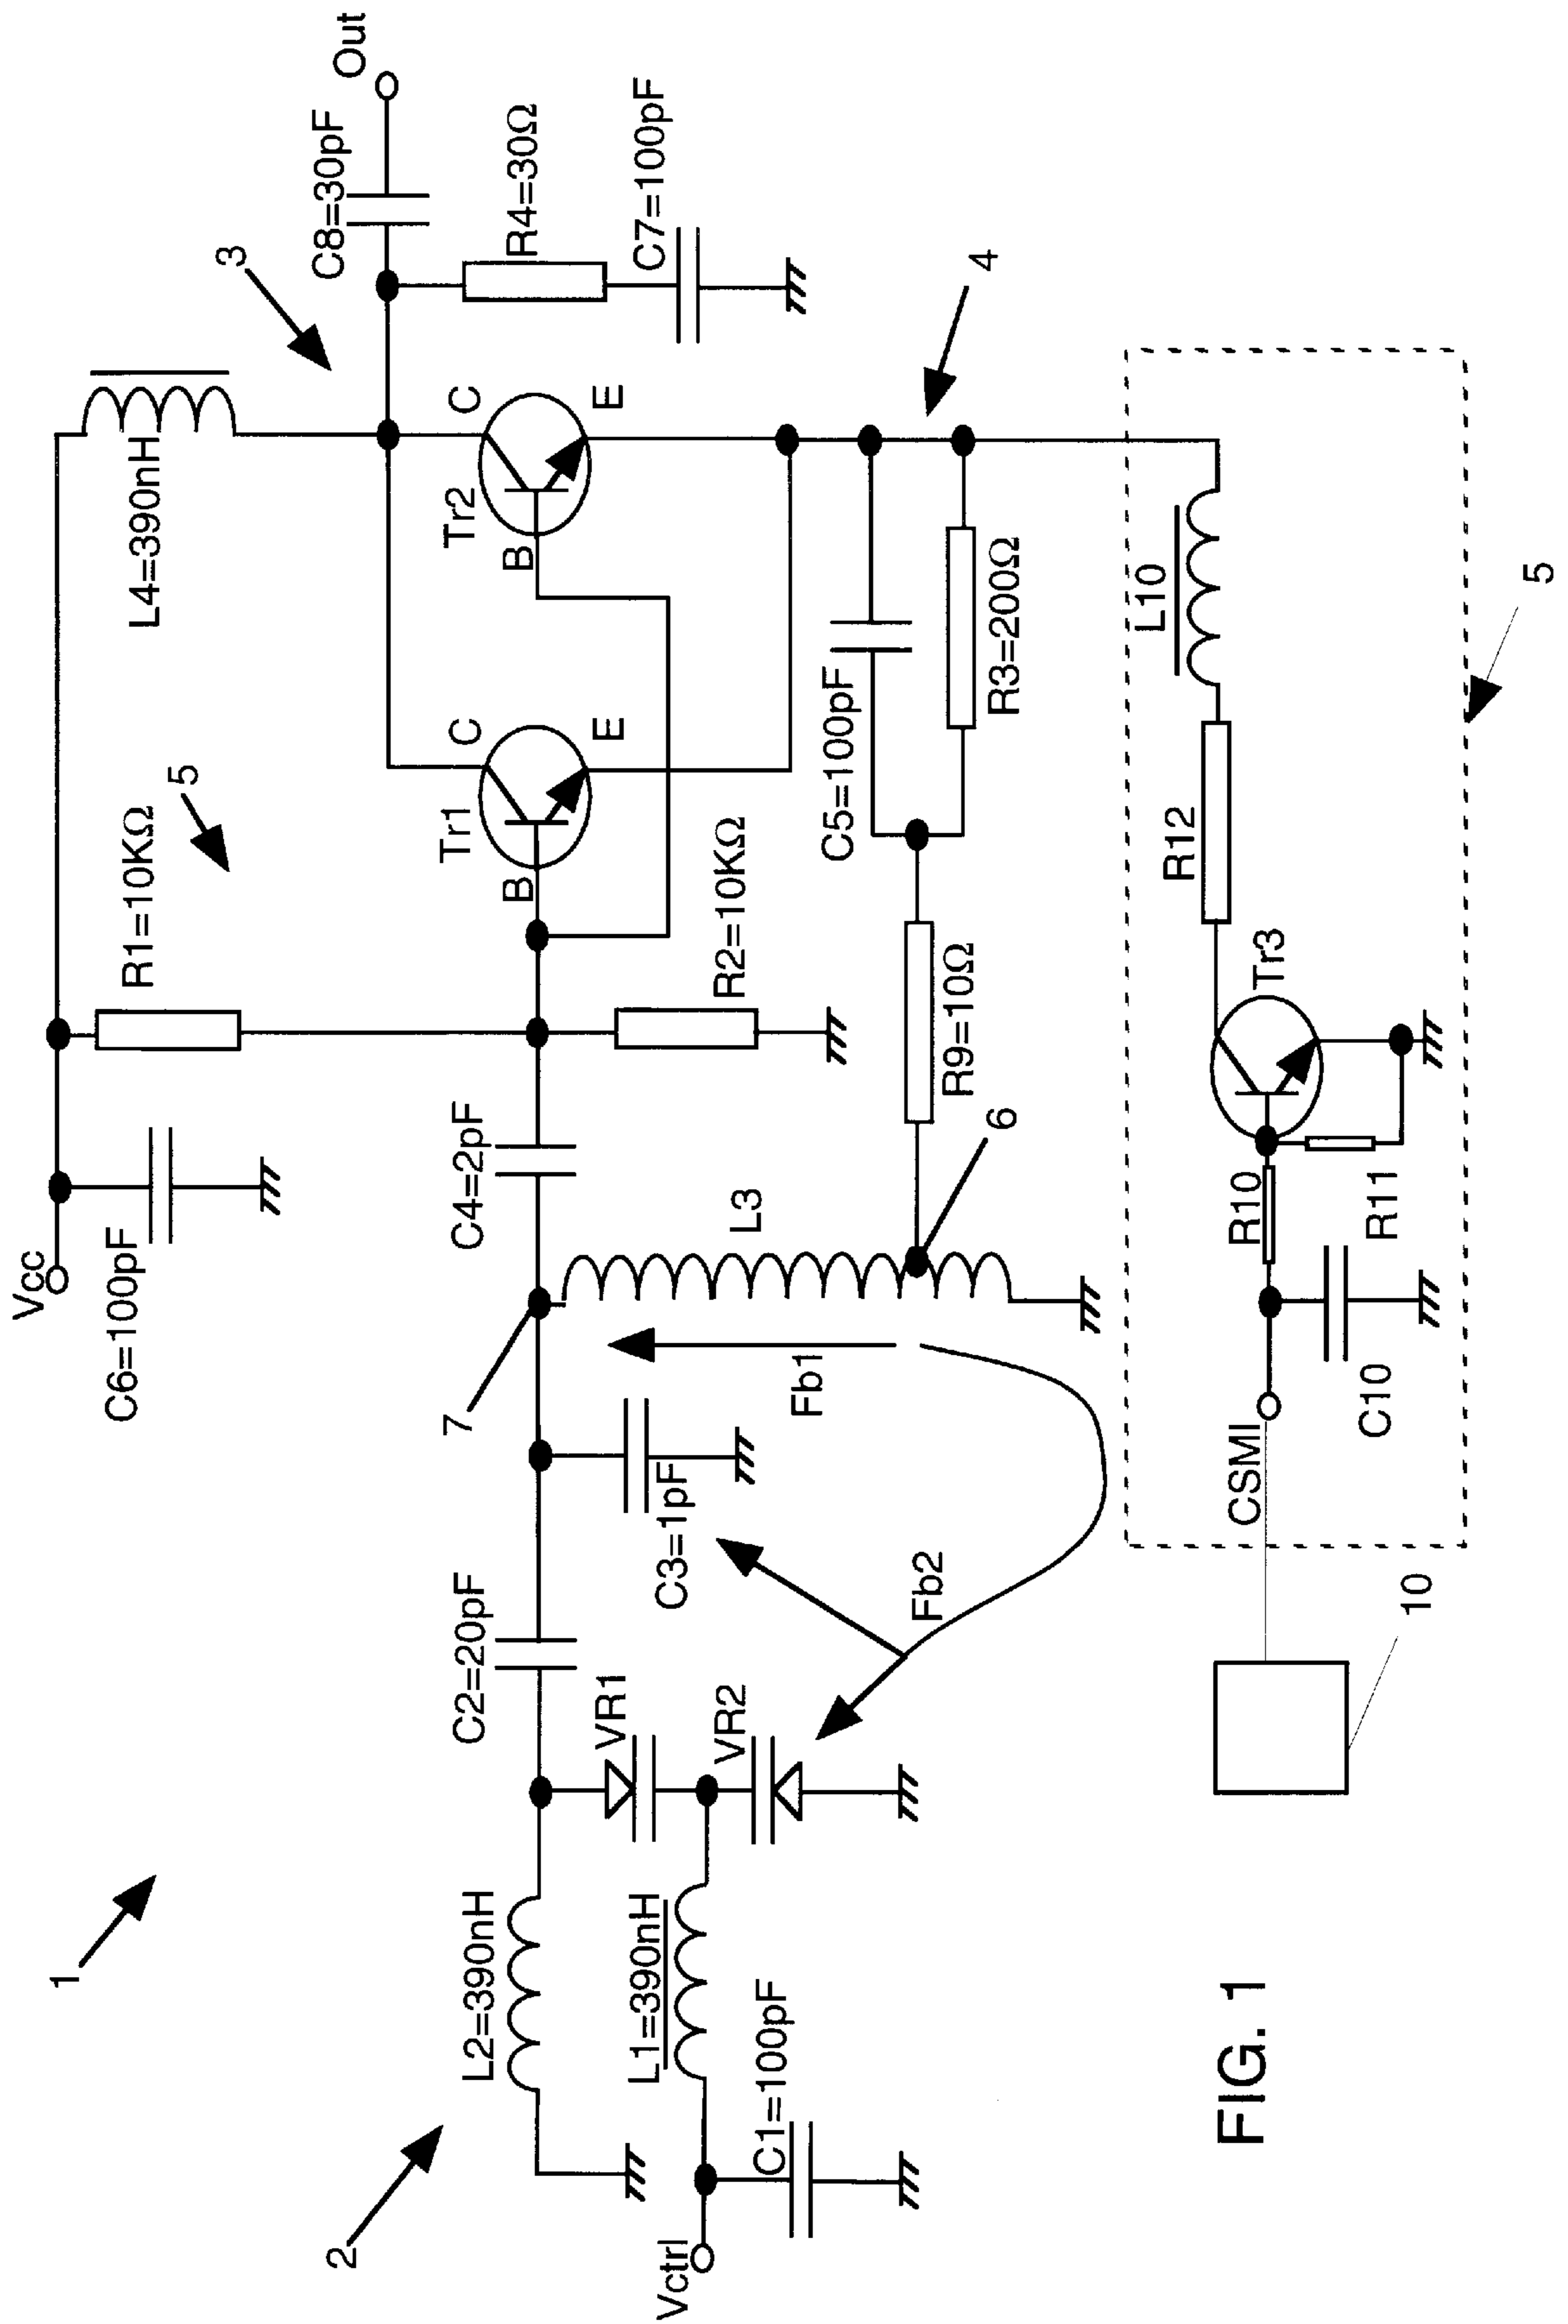 1
2
3
4
5
Vcc
C6=100pF
R1=10KΩ
L4=390nH
C8=30pF
Out
R4=30Ω
C7=100pF
Tr1
B
C
E
Tr2
B
C
E
L2=390nH
C2=20pF
7
C4=2pF
R2=10KΩ
L1=390nH
VR1
VR2
C3=1pF
Fb1
L3
C5=100pF
R3=200Ω
Vctrl
C1=100pF
Fb2
6
R9=10Ω
10
CSMI
C10
R10
R11
Tr3
R12
L10
5
FIG. 1